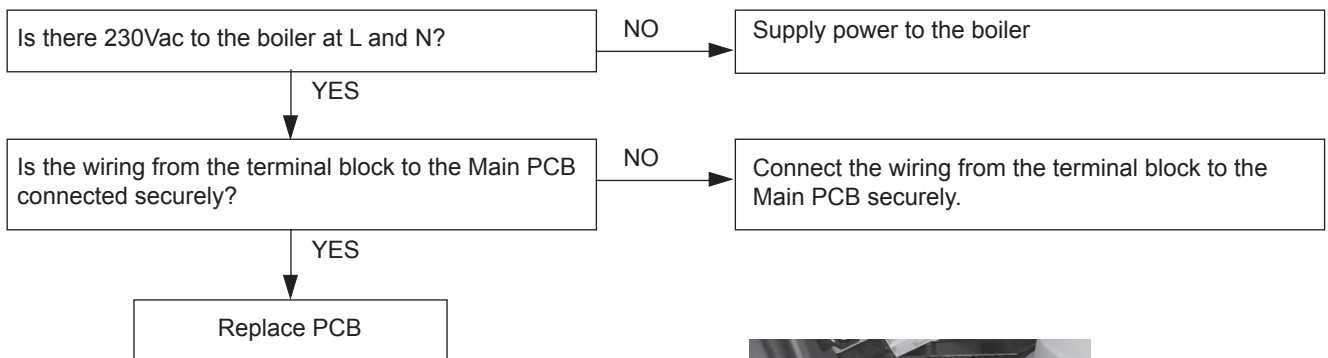 Is there 230Vac to the boiler at L and N?
NO
Supply power to the boiler
YES
Is the wiring from the terminal block to the Main PCB
connected securely?
NO
Connect the wiring from the terminal block to the
Main PCB securely.
YES
Replace PCB